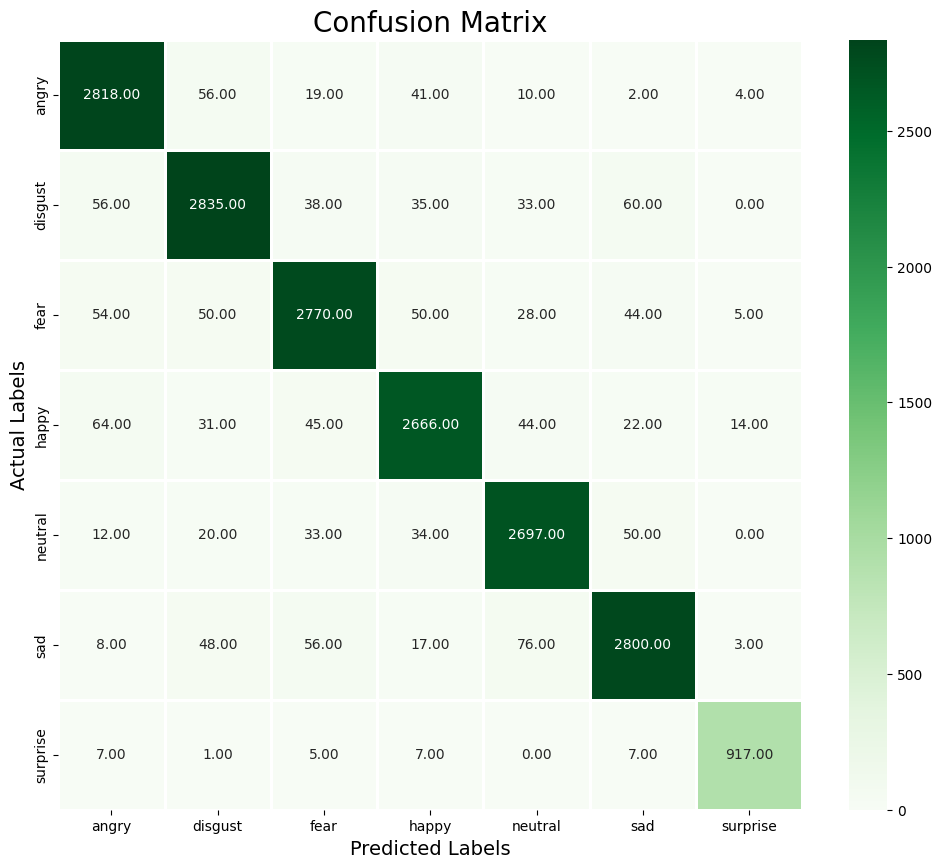 Confusion Matrix
angry 2818.00 56.00 19.00 41.00 10.00 2.00 4.00
disgust 56.00 2835.00 38.00 35.00 33.00 60.00 0.00
fear 54.00 50.00 2770.00 50.00 28.00 44.00 5.00
happy 64.00 31.00 45.00 2666.00 44.00 22.00 14.00
neutral 12.00 20.00 33.00 34.00 2697.00 50.00 0.00
sad 8.00 48.00 56.00 17.00 76.00 2800.00 3.00
surprise 7.00 1.00 5.00 7.00 0.00 7.00 917.00
angry disgust fear happy neutral sad surprise
Predicted Labels
Actual Labels
2500
2000
1500
1000
500
0